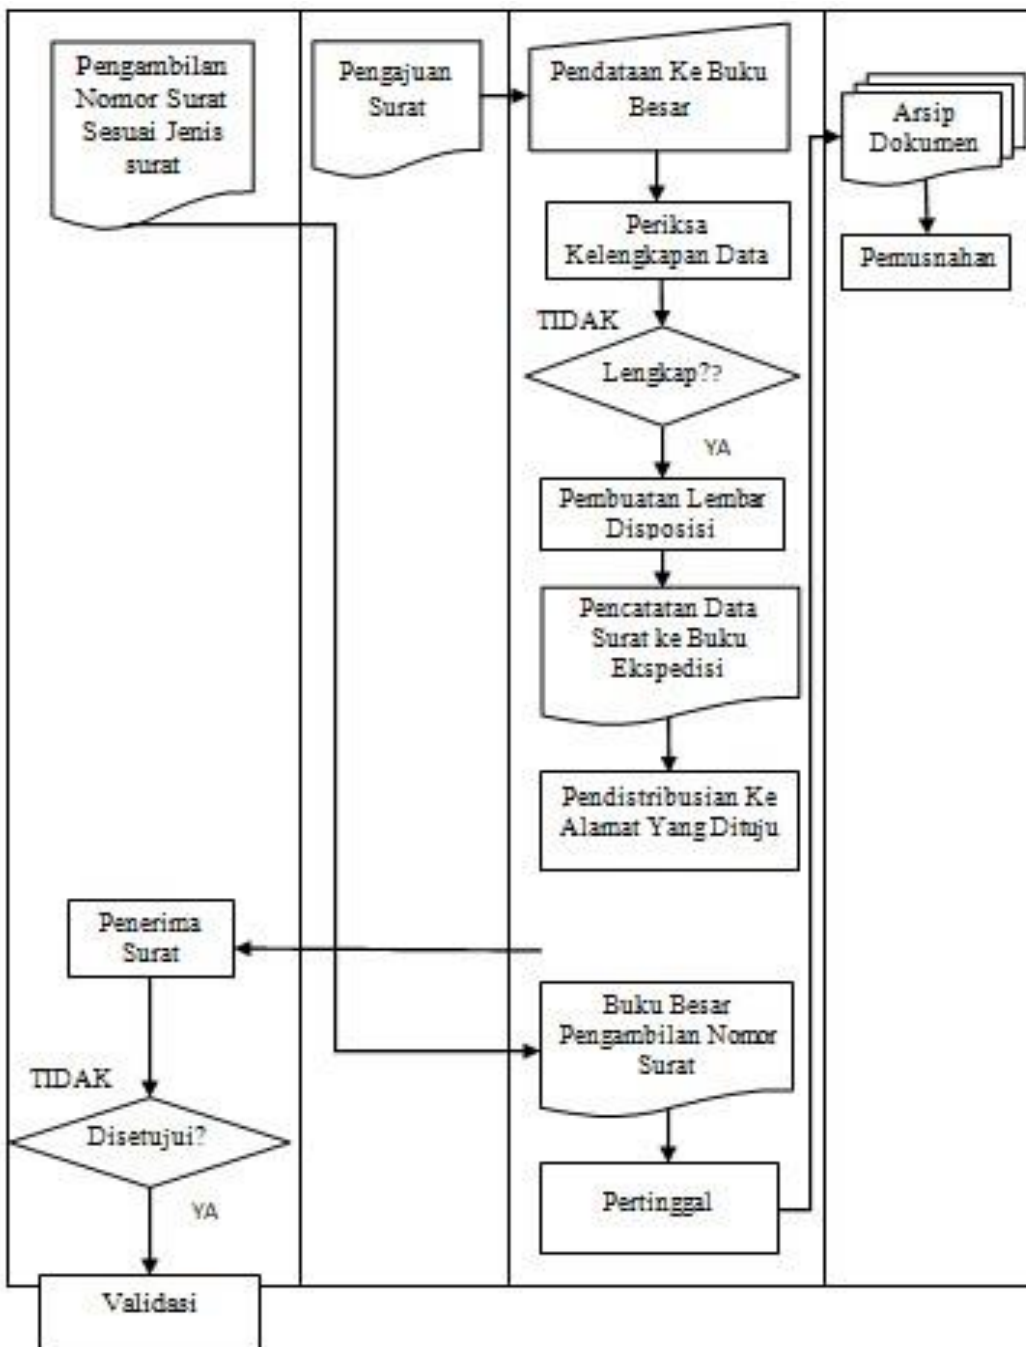 Pengambilan
Nomor Surat
Sesuai Jenis
surat
Pengajuan
Surat
Pendataan Ke Buku
Besar
Arsip
Dokumen
Periksa
Kelengkapan Data
Pemusnahan
TIDAK
Lengkap??
YA
Pembuatan Lembar
Disposisi
Pencatatan Data
Surat ke Buku
Ekspedisi
Pendistribusian Ke
Alamat Yang Dituju
Penerima
Surat
Buku Besar
Pengambilan Nomor
Surat
TIDAK
Disetujui?
YA
Pertinggal
Validasi